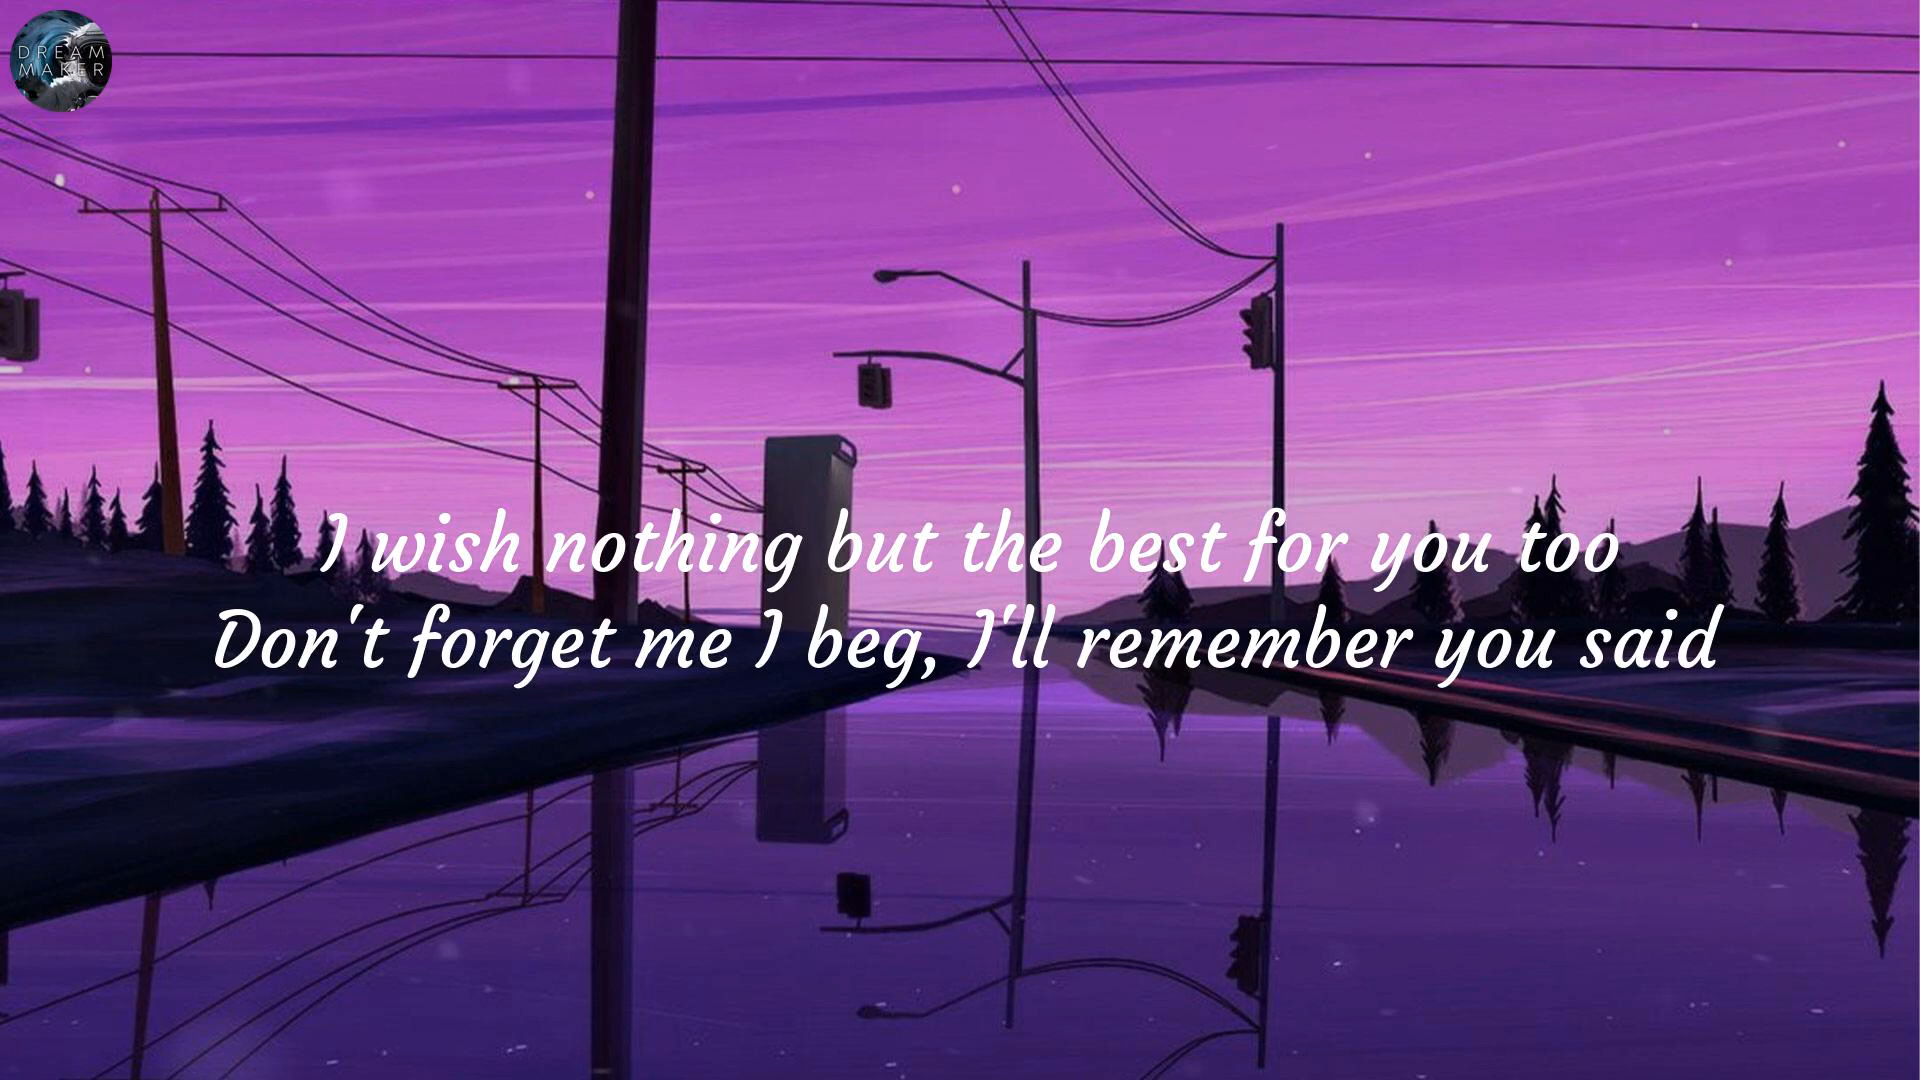 DREAM
MAKER
I wish nothing but the best for you too
Don't forget me I beg, I'll remember you said